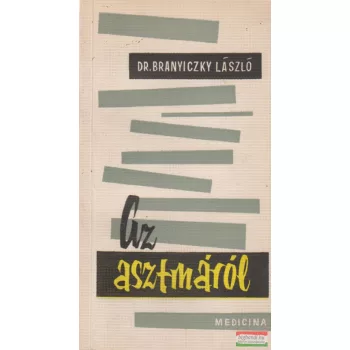 DR. BRANYICZKY LÁSZLÓ
Az
asztmáról
MEDICINA